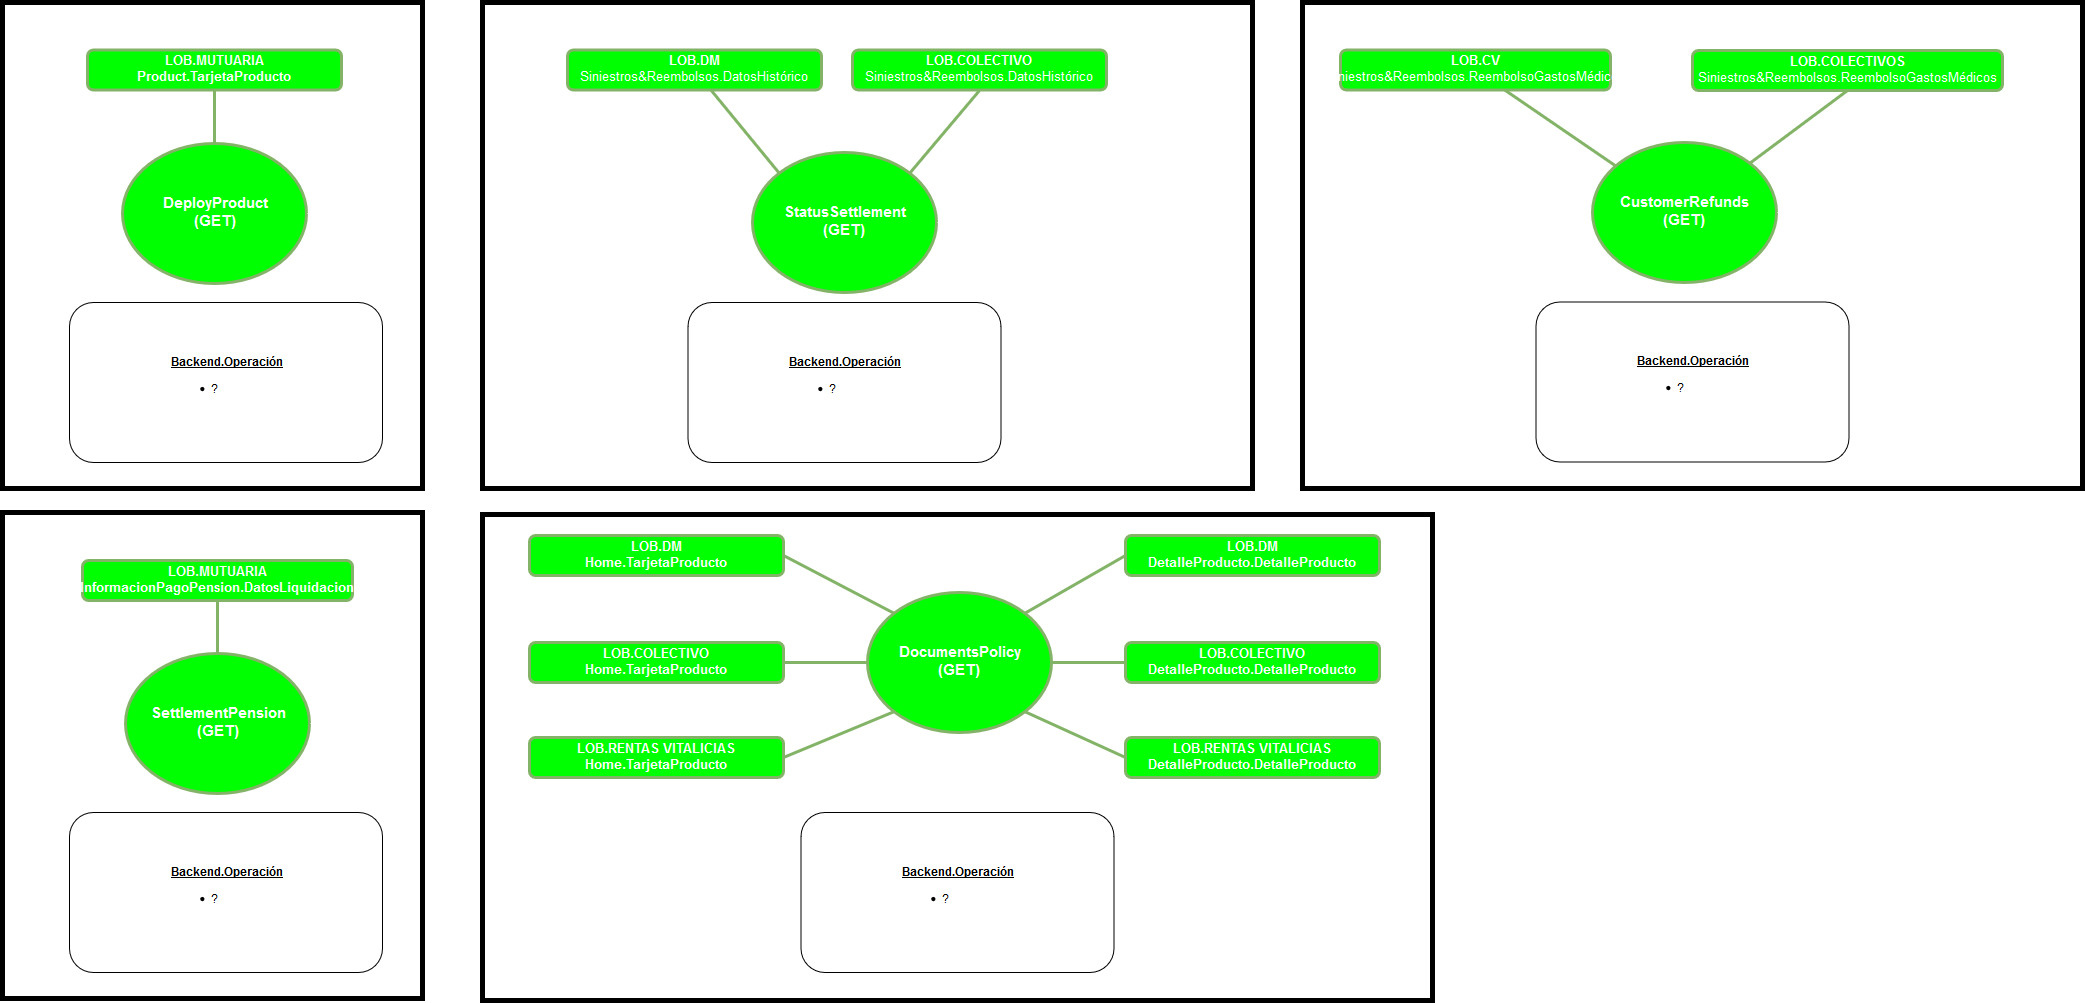 LOB.MUTUARIA
Product.TarjetaProducto
DeployProduct
(GET)
Backend.Operación
• ?
LOB.DM
Siniestros&Reembolsos.DatosHistórico
LOB.COLECTIVO
Siniestros&Reembolsos.DatosHistórico
StatusSettlement
(GET)
Backend.Operación
• ?
LOB.CV
niestros&Reembolsos.ReembolsoGastosMédic
LOB.COLECTIVOS
Siniestros&Reembolsos.ReembolsoGastosMédicos
CustomerRefunds
(GET)
Backend.Operación
• ?
LOB.MUTUARIA
nformacionPagoPension.DatosLiquidacion
SettlementPension
(GET)
Backend.Operación
• ?
LOB.DM
Home.TarjetaProducto
LOB.DM
DetalleProducto.DetalleProducto
LOB.COLECTIVO
Home.TarjetaProducto
DocumentsPolicy
(GET)
LOB.COLECTIVO
DetalleProducto.DetalleProducto
LOB.RENTAS VITALICIAS
Home.TarjetaProducto
LOB.RENTAS VITALICIAS
DetalleProducto.DetalleProducto
Backend.Operación
• ?